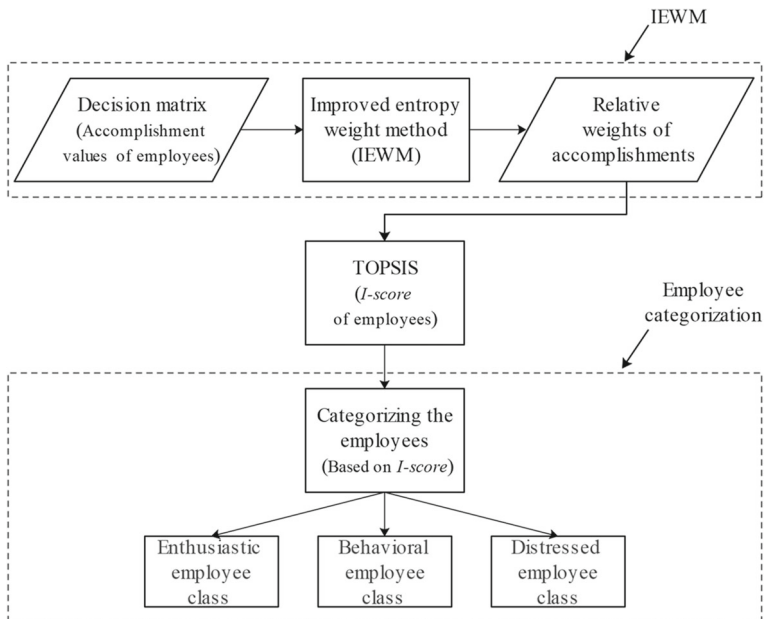 IEWM
Decision matrix
(Accomplishment
values of employees)
Improved entropy
weight method
(IEWM)
Relative
weights of
accomplishments
TOPSIS
(I-score
of employees)
Employee
categorization
Categorizing the
employees
(Based on I-score)
Enthusiastic
employee
class
Behavioral
employee
class
Distressed
employee
class